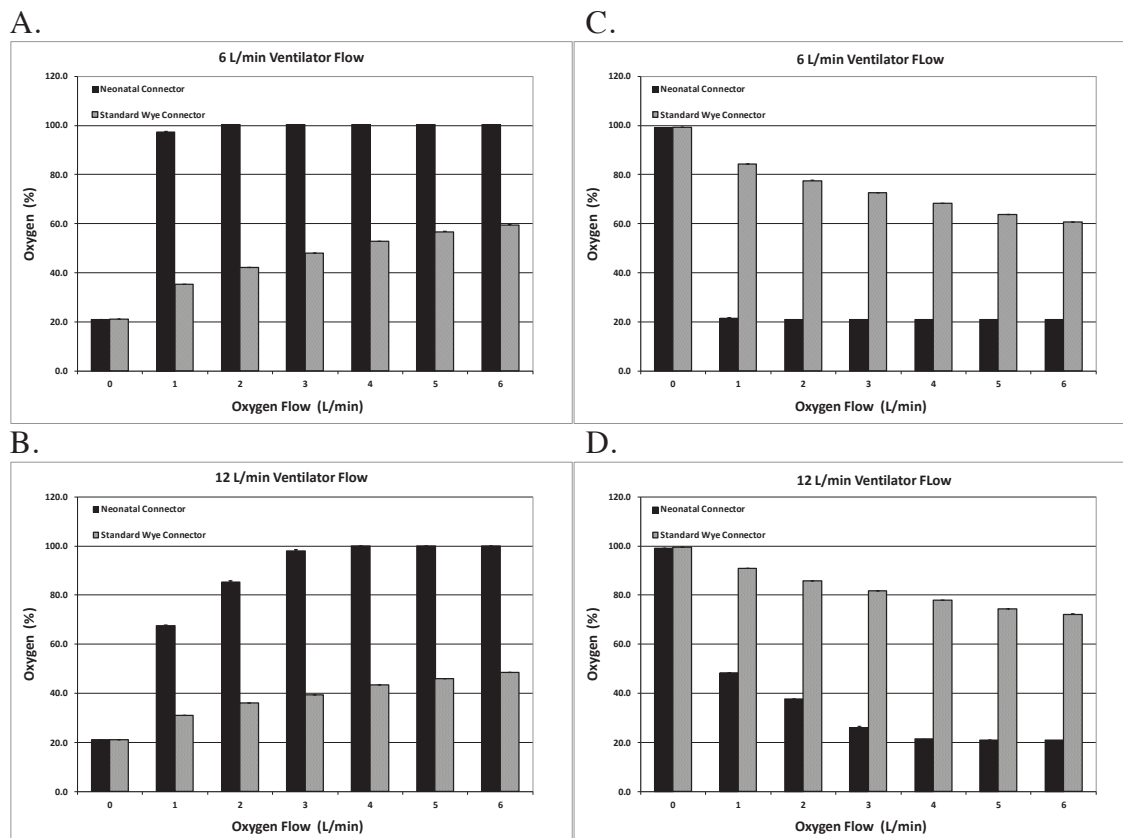 A.
6 L/min Ventilator Flow
120.0
Neonatal Connector
Standard Wye Connector
100.0
80.0
60.0
40.0
20.0
0.0
Oxygen (%)
0 1 2 3 4 5 6
Oxygen Flow (L/min)
C.
6 L/min Ventilator FLow
120.0
Neonatal Connector
Standard Wye Connector
100.0
80.0
60.0
40.0
20.0
0.0
Oxygen (%)
0 1 2 3 4 5 6
Oxygen Flow (L/min)
B.
12 L/min Ventilator Flow
120.0
Neonatal Connector
Standard Wye Connector
100.0
80.0
60.0
40.0
20.0
0.0
Oxygen (%)
0 1 2 3 4 5 6
Oxygen Flow (L/min)
D.
12 L/min Ventilator FLow
120.0
Neonatal Connector
Standard Wye Connector
100.0
80.0
60.0
40.0
20.0
0.0
Oxygen (%)
0 1 2 3 4 5 6
Oxygen Flow (L/min)